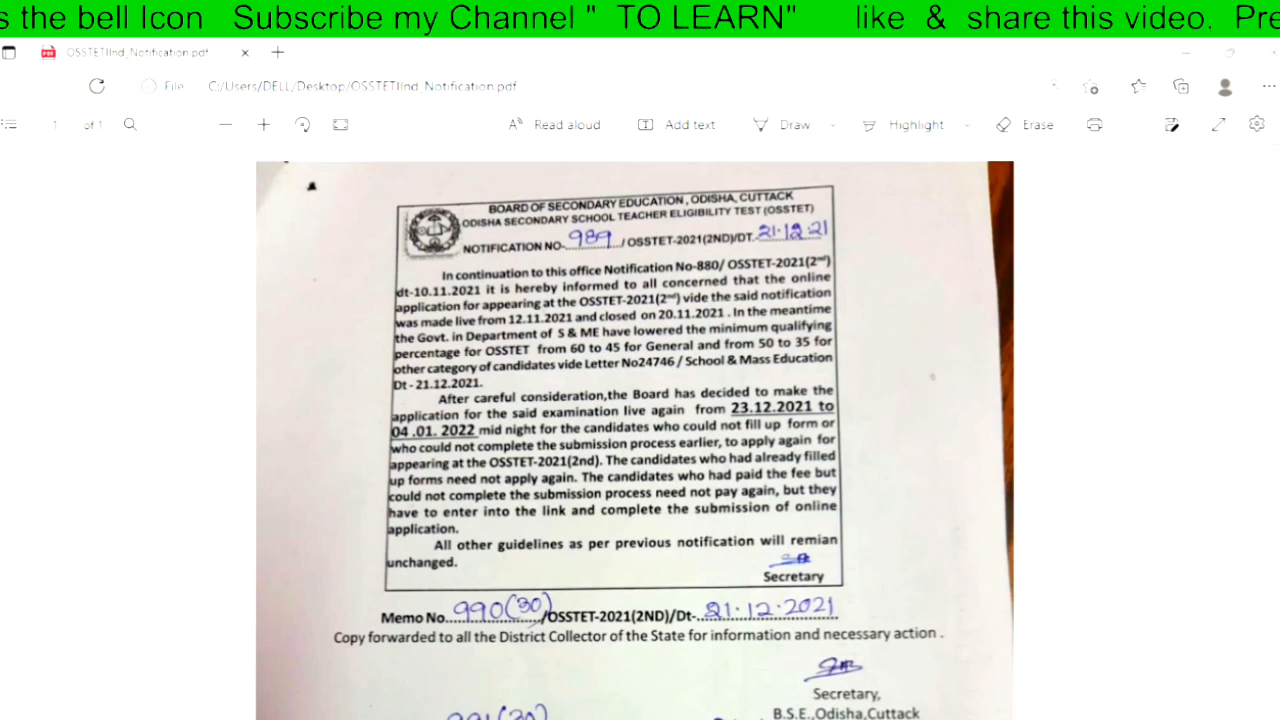 s the bell Icon Subscribe my Channel " TO LEARN" like & share this video. Pre
OSSTETIInd_Notification.pdf
File C:/Users/DELL/Desktop/OSSTETIInd_Notification.pdf
1 of 1 Read aloud Add text Draw Highlight Erase
BOARD OF SECONDARY EDUCATION , ODISHA, CUTTACK
ODISHA SECONDARY SCHOOL TEACHER ELIGIBILITY TEST (OSSTET)
NOTIFICATION NO- 989 / OSSTET-2021(2ND)/DT. 21.12.21
In continuation to this office Notification No-880/ OSSTET-2021(2nd)
dt-10.11.2021 it is hereby informed to all concerned that the online
application for appearing at the OSSTET-2021(2nd) vide the said notification
was made live from 12.11.2021 and closed on 20.11.2021 . In the meantime
the Govt. in Department of S & ME have lowered the minimum qualifying
percentage for OSSTET from 60 to 45 for General and from 50 to 35 for
other category of candidates vide Letter No24746 / School & Mass Education
Dt - 21.12.2021.
After careful consideration,the Board has decided to make the
application for the said examination live again from 23.12.2021 to
04 .01. 2022 mid night for the candidates who could not fill up form or
who could not complete the submission process earlier, to apply again for
appearing at the OSSTET-2021(2nd). The candidates who had already filled
up forms need not apply again. The candidates who had paid the fee but
could not complete the submission process need not pay again, but they
have to enter into the link and complete the submission of online
application.
All other guidelines as per previous notification will remian
unchanged.
Secretary
Memo No. 990(30) /OSSTET-2021(2ND)/Dt- 21.12.2021
Copy forwarded to all the District Collector of the State for information and necessary action .
Secretary,
B.S.E.,Odisha,Cuttack
991(30)